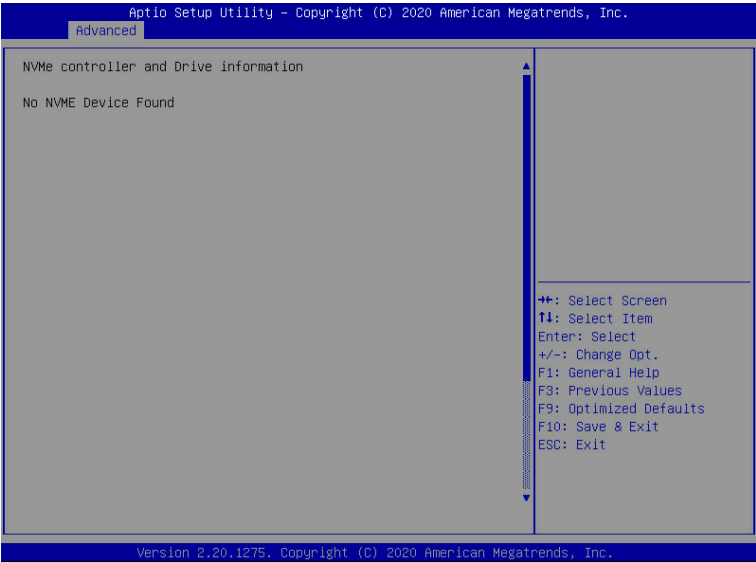 Aptio Setup Utility – Copyright (C) 2020 American Megatrends, Inc.
Advanced
NVMe controller and Drive information
No NVME Device Found
→←: Select Screen
↑↓: Select Item
Enter: Select
+/-: Change Opt.
F1: General Help
F3: Previous Values
F9: Optimized Defaults
F10: Save & Exit
ESC: Exit
Version 2.20.1275. Copyright (C) 2020 American Megatrends, Inc.